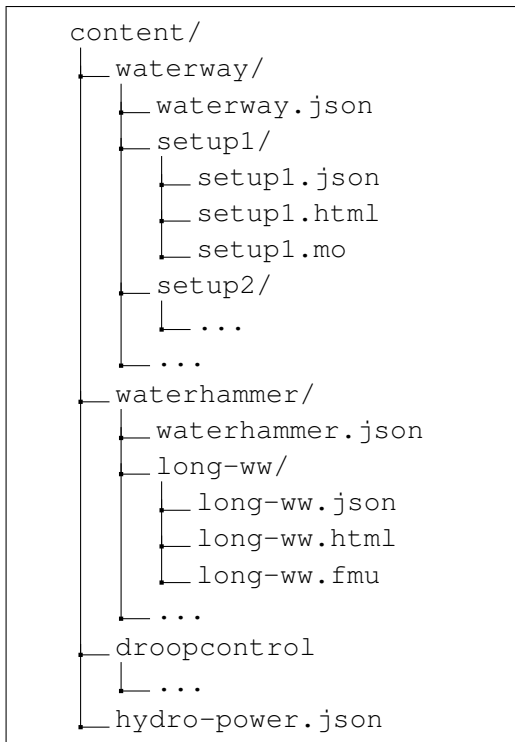 content/
waterway/
waterway.json
setup1/
setup1.json
setup1.html
setup1.mo
setup2/
...
...
waterhammer/
waterhammer.json
long-ww/
long-ww.json
long-ww.html
long-ww.fmu
...
droopcontrol
...
hydro-power.json